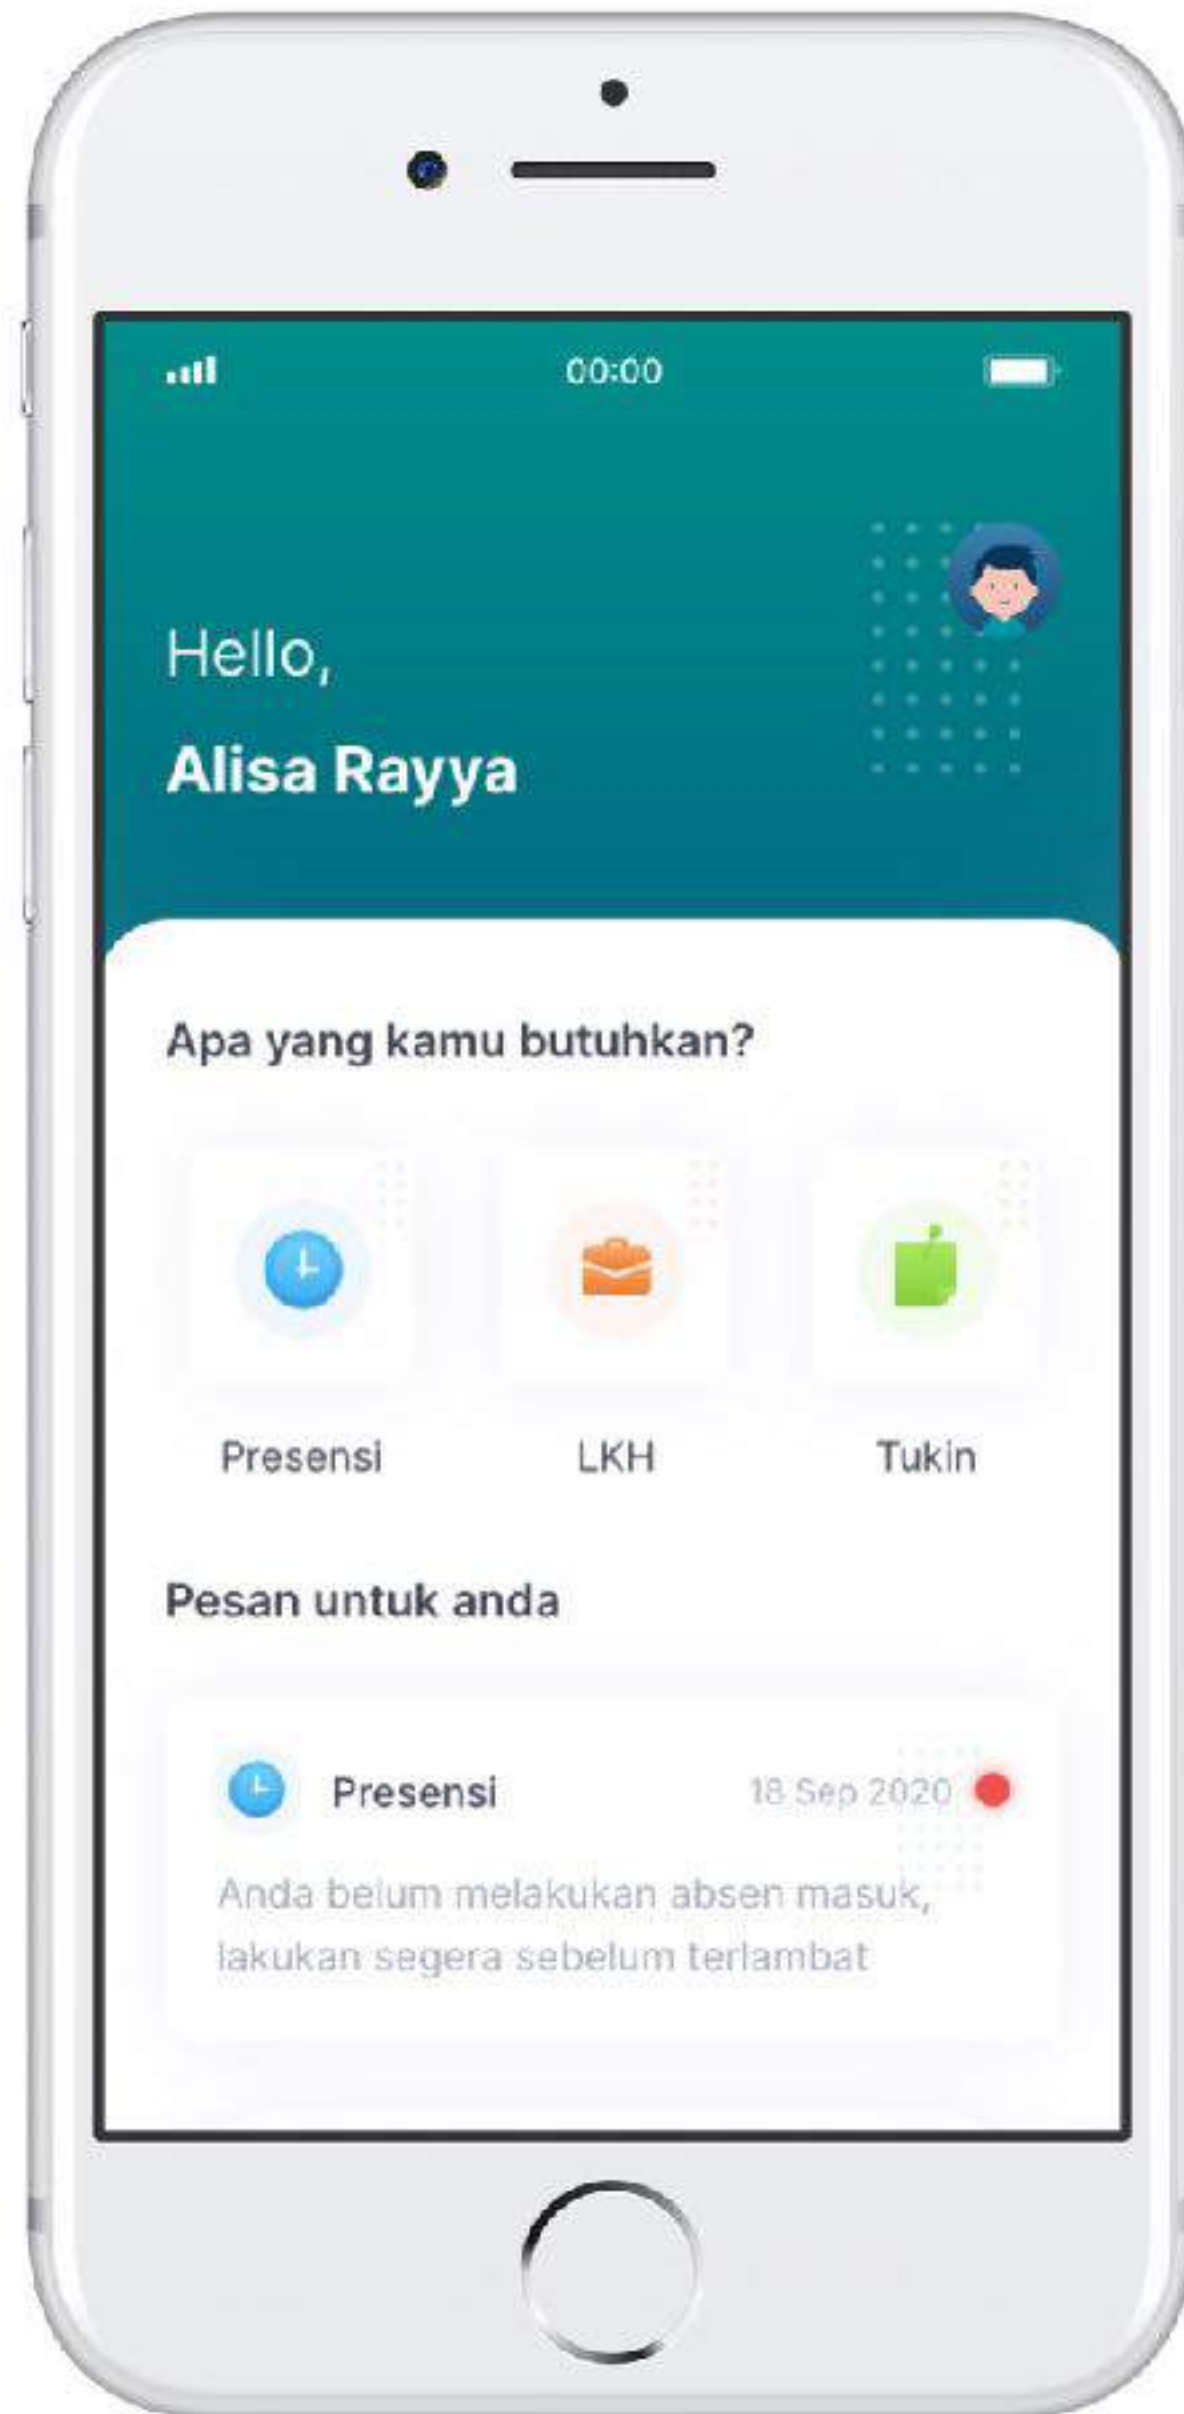 00:00
Hello,
Alisa Rayya
Apa yang kamu butuhkan?
Presensi
LKH
Tukin
Pesan untuk anda
Presensi
18 Sep 2020
Anda belum melakukan absen masuk,
lakukan segera sebelum terlambat